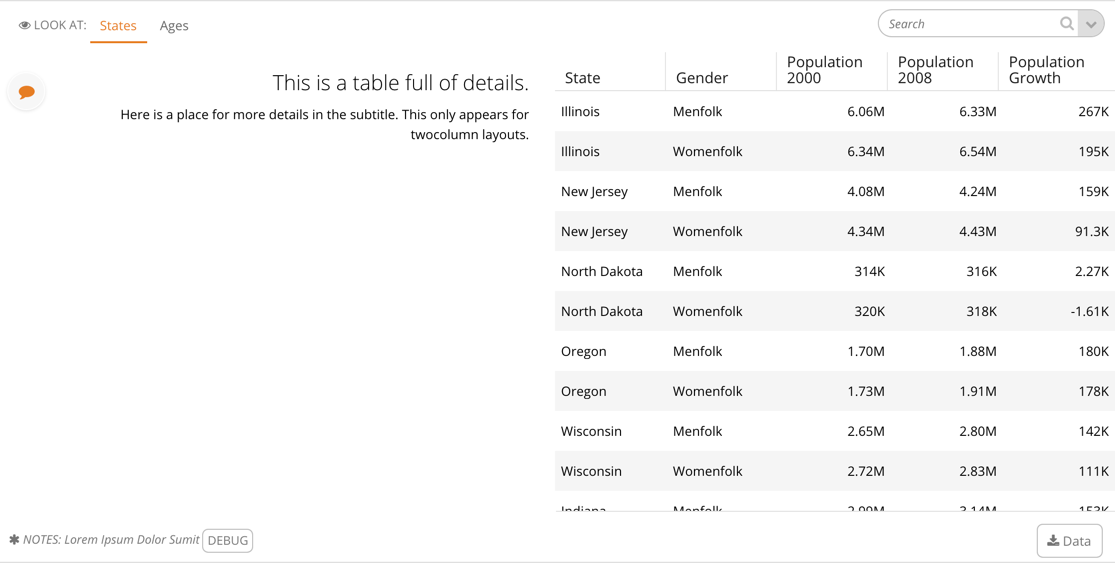 LOOK AT: States Ages
Search
This is a table full of details.
Here is a place for more details in the subtitle. This only appears for
twocolumn layouts.
State Gender Population 2000 Population 2008 Population Growth
Illinois Menfolk 6.06M 6.33M 267K
Illinois Womenfolk 6.34M 6.54M 195K
New Jersey Menfolk 4.08M 4.24M 159K
New Jersey Womenfolk 4.34M 4.43M 91.3K
North Dakota Menfolk 314K 316K 2.27K
North Dakota Womenfolk 320K 318K -1.61K
Oregon Menfolk 1.70M 1.88M 180K
Oregon Womenfolk 1.73M 1.91M 178K
Wisconsin Menfolk 2.65M 2.80M 142K
Wisconsin Womenfolk 2.72M 2.83M 111K
Indiana Menfolk 2.99M 3.14M 153K
✱ NOTES: Lorem Ipsum Dolor Sumit DEBUG
Data